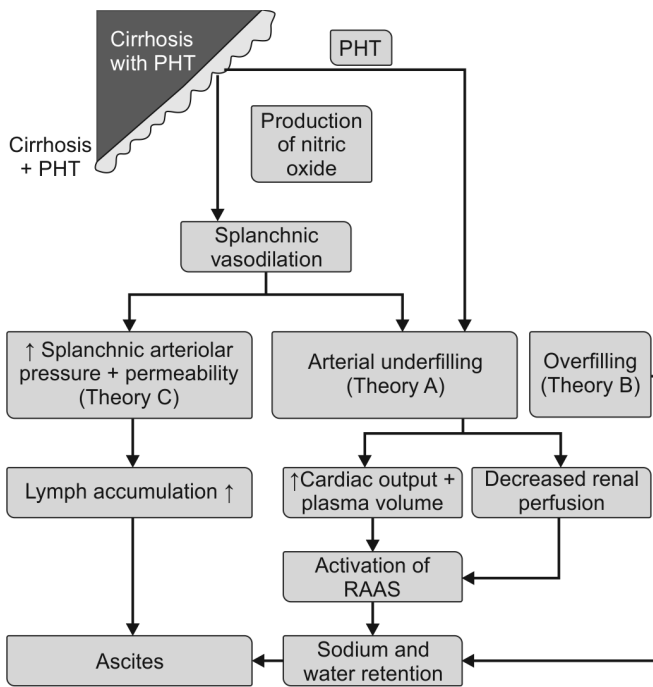 Cirrhosis
with PHT
PHT
Cirrhosis
+ PHT
Production
of nitric
oxide
Splanchnic
vasodilation
↑ Splanchnic arteriolar
pressure + permeability
(Theory C)
Arterial underfilling
(Theory A)
Overfilling
(Theory B)
Lymph accumulation ↑
↑Cardiac output +
plasma volume
Decreased renal
perfusion
Activation of
RAAS
Ascites
Sodium and
water retention